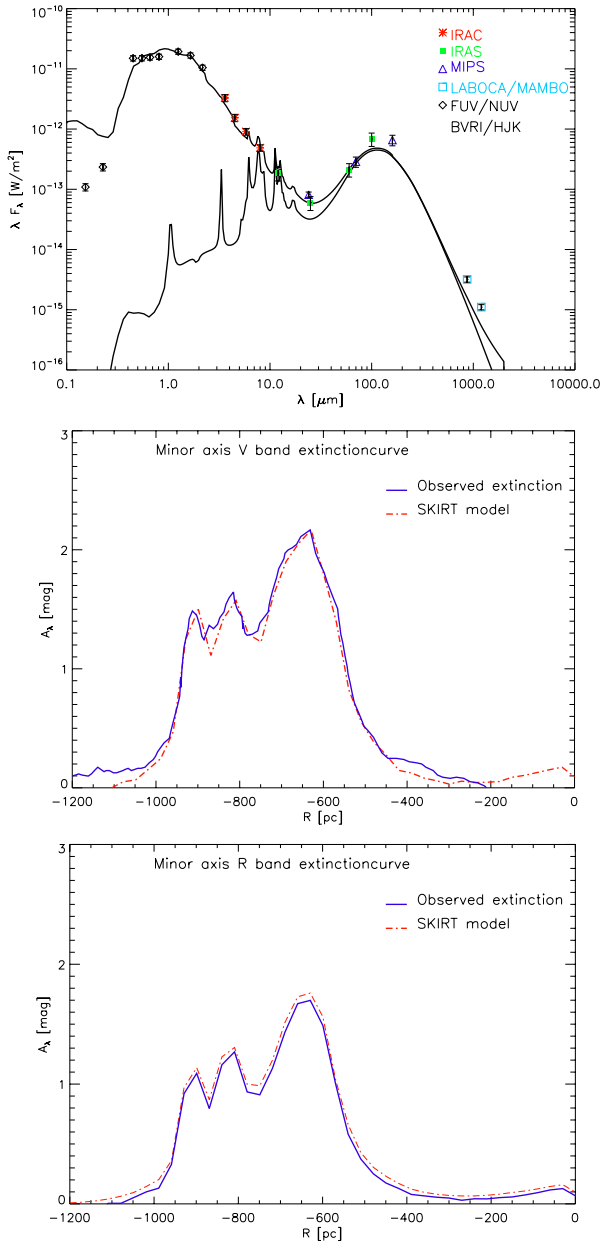 10⁻¹⁰
10⁻¹¹
10⁻¹²
10⁻¹³
10⁻¹⁴
10⁻¹⁵
10⁻¹⁶
λ F_λ [W/m²]
IRAC
IRAS
MIPS
LABOCA/MAMBO
FUV/NUV
BVRI/HJK
0.1 1.0 10.0 100.0 1000.0 10000.0
λ [μm]
Minor axis V band extinctioncurve
Observed extinction
SKIRT model
3
2
1
0
A_λ [mag]
-1200 -1000 -800 -600 -400 -200 0
R [pc]
Minor axis R band extinctioncurve
Observed extinction
SKIRT model
3
2
1
0
A_λ [mag]
-1200 -1000 -800 -600 -400 -200 0
R [pc]